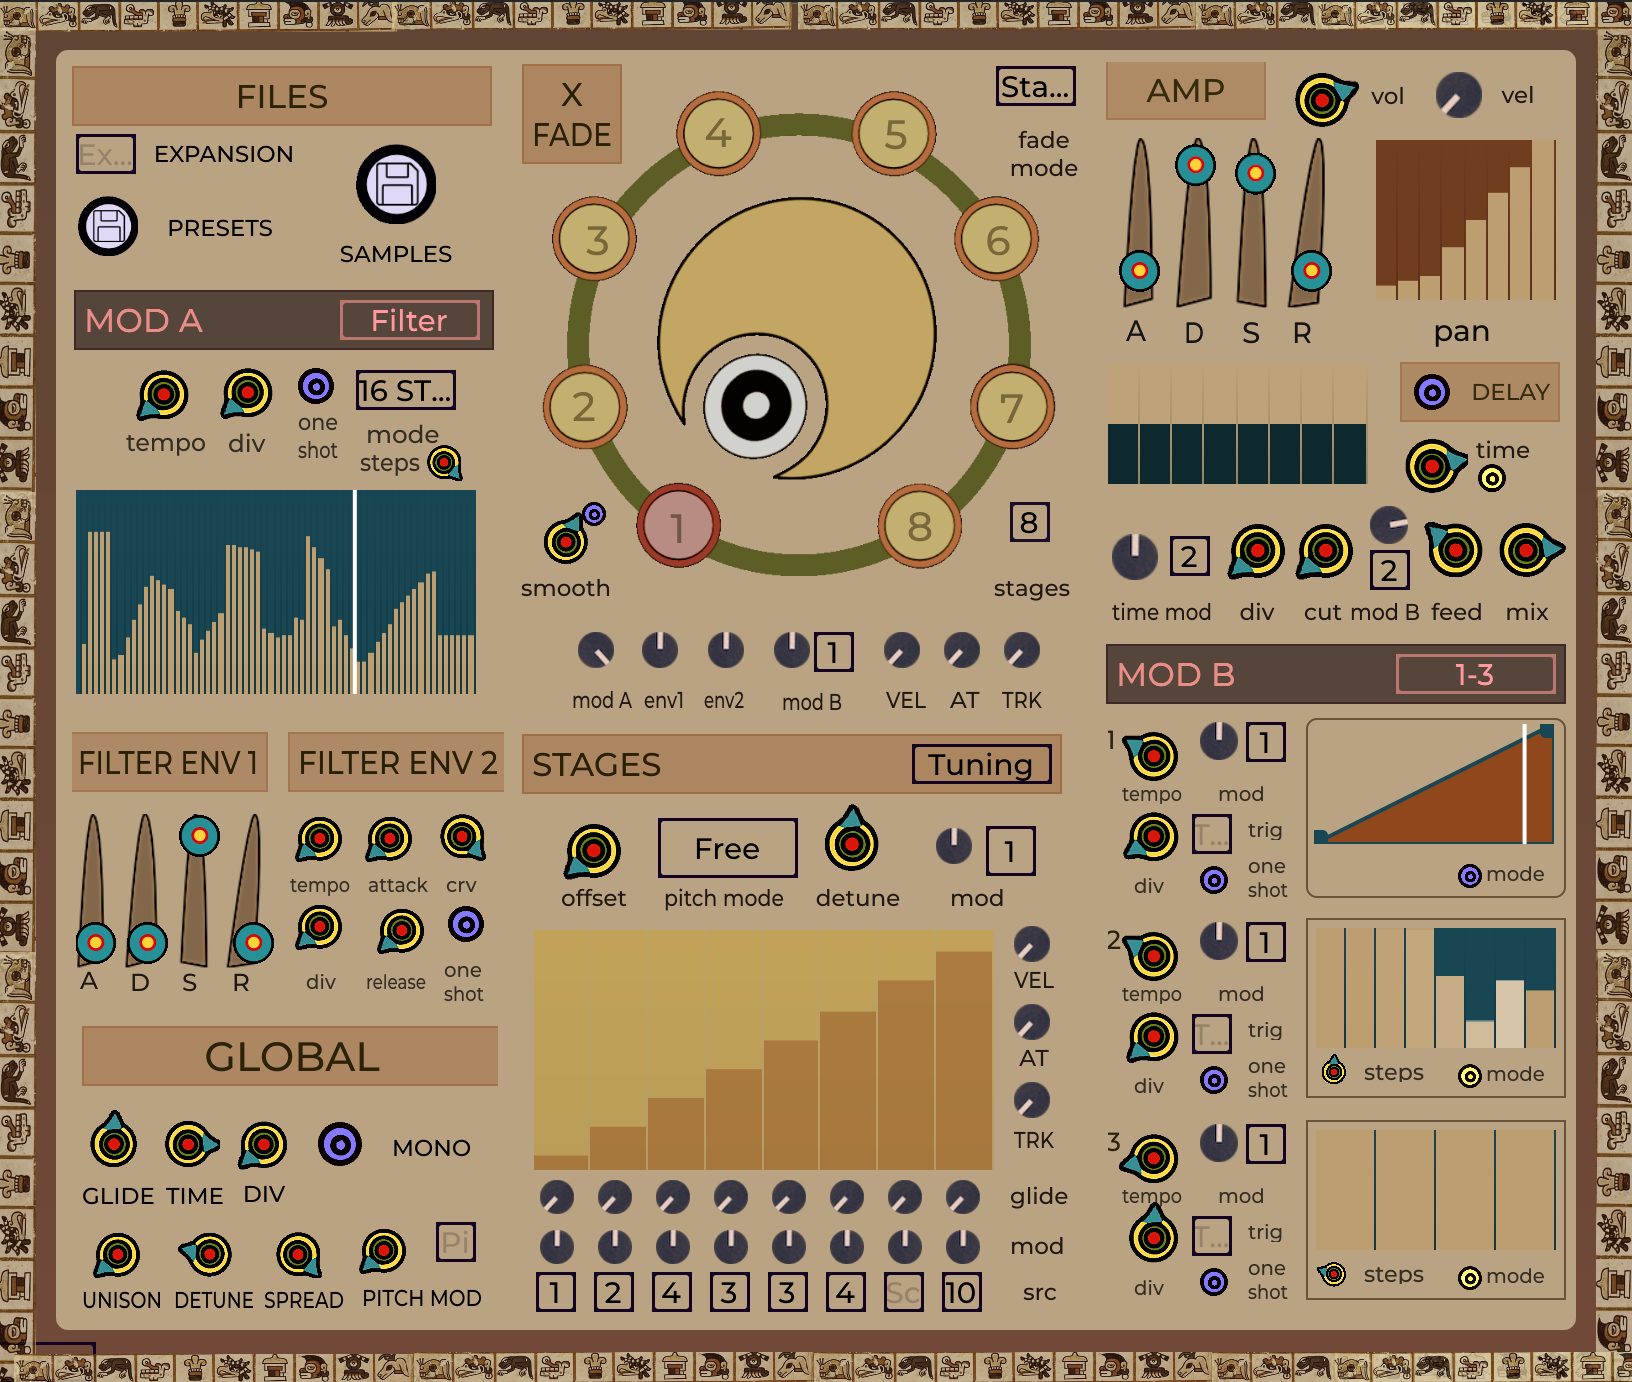 FILES
Ex...
EXPANSION
PRESETS
SAMPLES
MOD A
Filter
tempo
div
one
shot
16 ST...
mode
steps
FILTER ENV 1
FILTER ENV 2
A D S R
tempo
attack
crv
div
release
one
shot
GLOBAL
GLIDE
TIME
DIV
MONO
UNISON
DETUNE
SPREAD
PITCH MOD
Pi
X
FADE
Sta...
fade
mode
4
5
3
6
2
7
1
8
smooth
8
stages
mod A
env1
env2
1
mod B
VEL
AT
TRK
STAGES
Tuning
offset
Free
pitch mode
detune
1
mod
VEL
AT
TRK
glide
mod
1
2
4
3
3
4
Sc
10
src
AMP
vol
vel
A D S R
pan
DELAY
time
2
time mod
div
cut
2
mod B
feed
mix
MOD B
1-3
1
tempo
1
mod
div
T...
trig
one
shot
mode
2
tempo
1
mod
div
T...
trig
one
shot
steps
mode
3
tempo
1
mod
div
T...
trig
one
shot
steps
mode